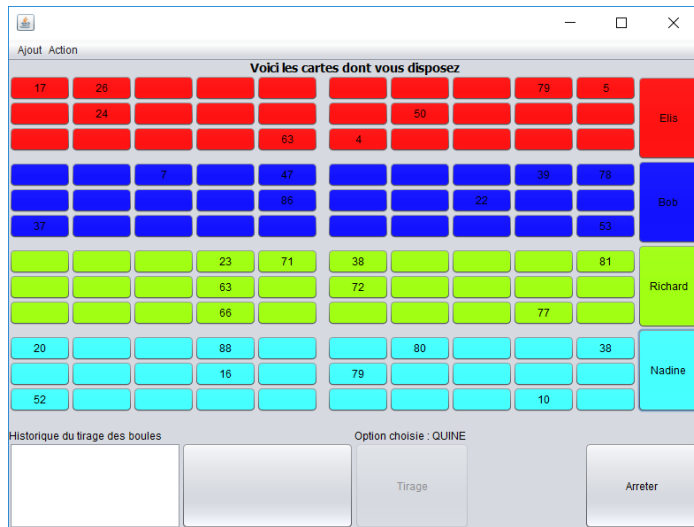 Ajout Action
Voici les cartes dont vous disposez
17 26 79 5
24 50
63 4
Elis
7 47 39 78
86 22
37 53
Bob
23 71 38 81
63 72
66 77
Richard
20 88 80 38
16 79
52 10
Nadine
Historique du tirage des boules
Option choisie : QUINE
Tirage
Arreter